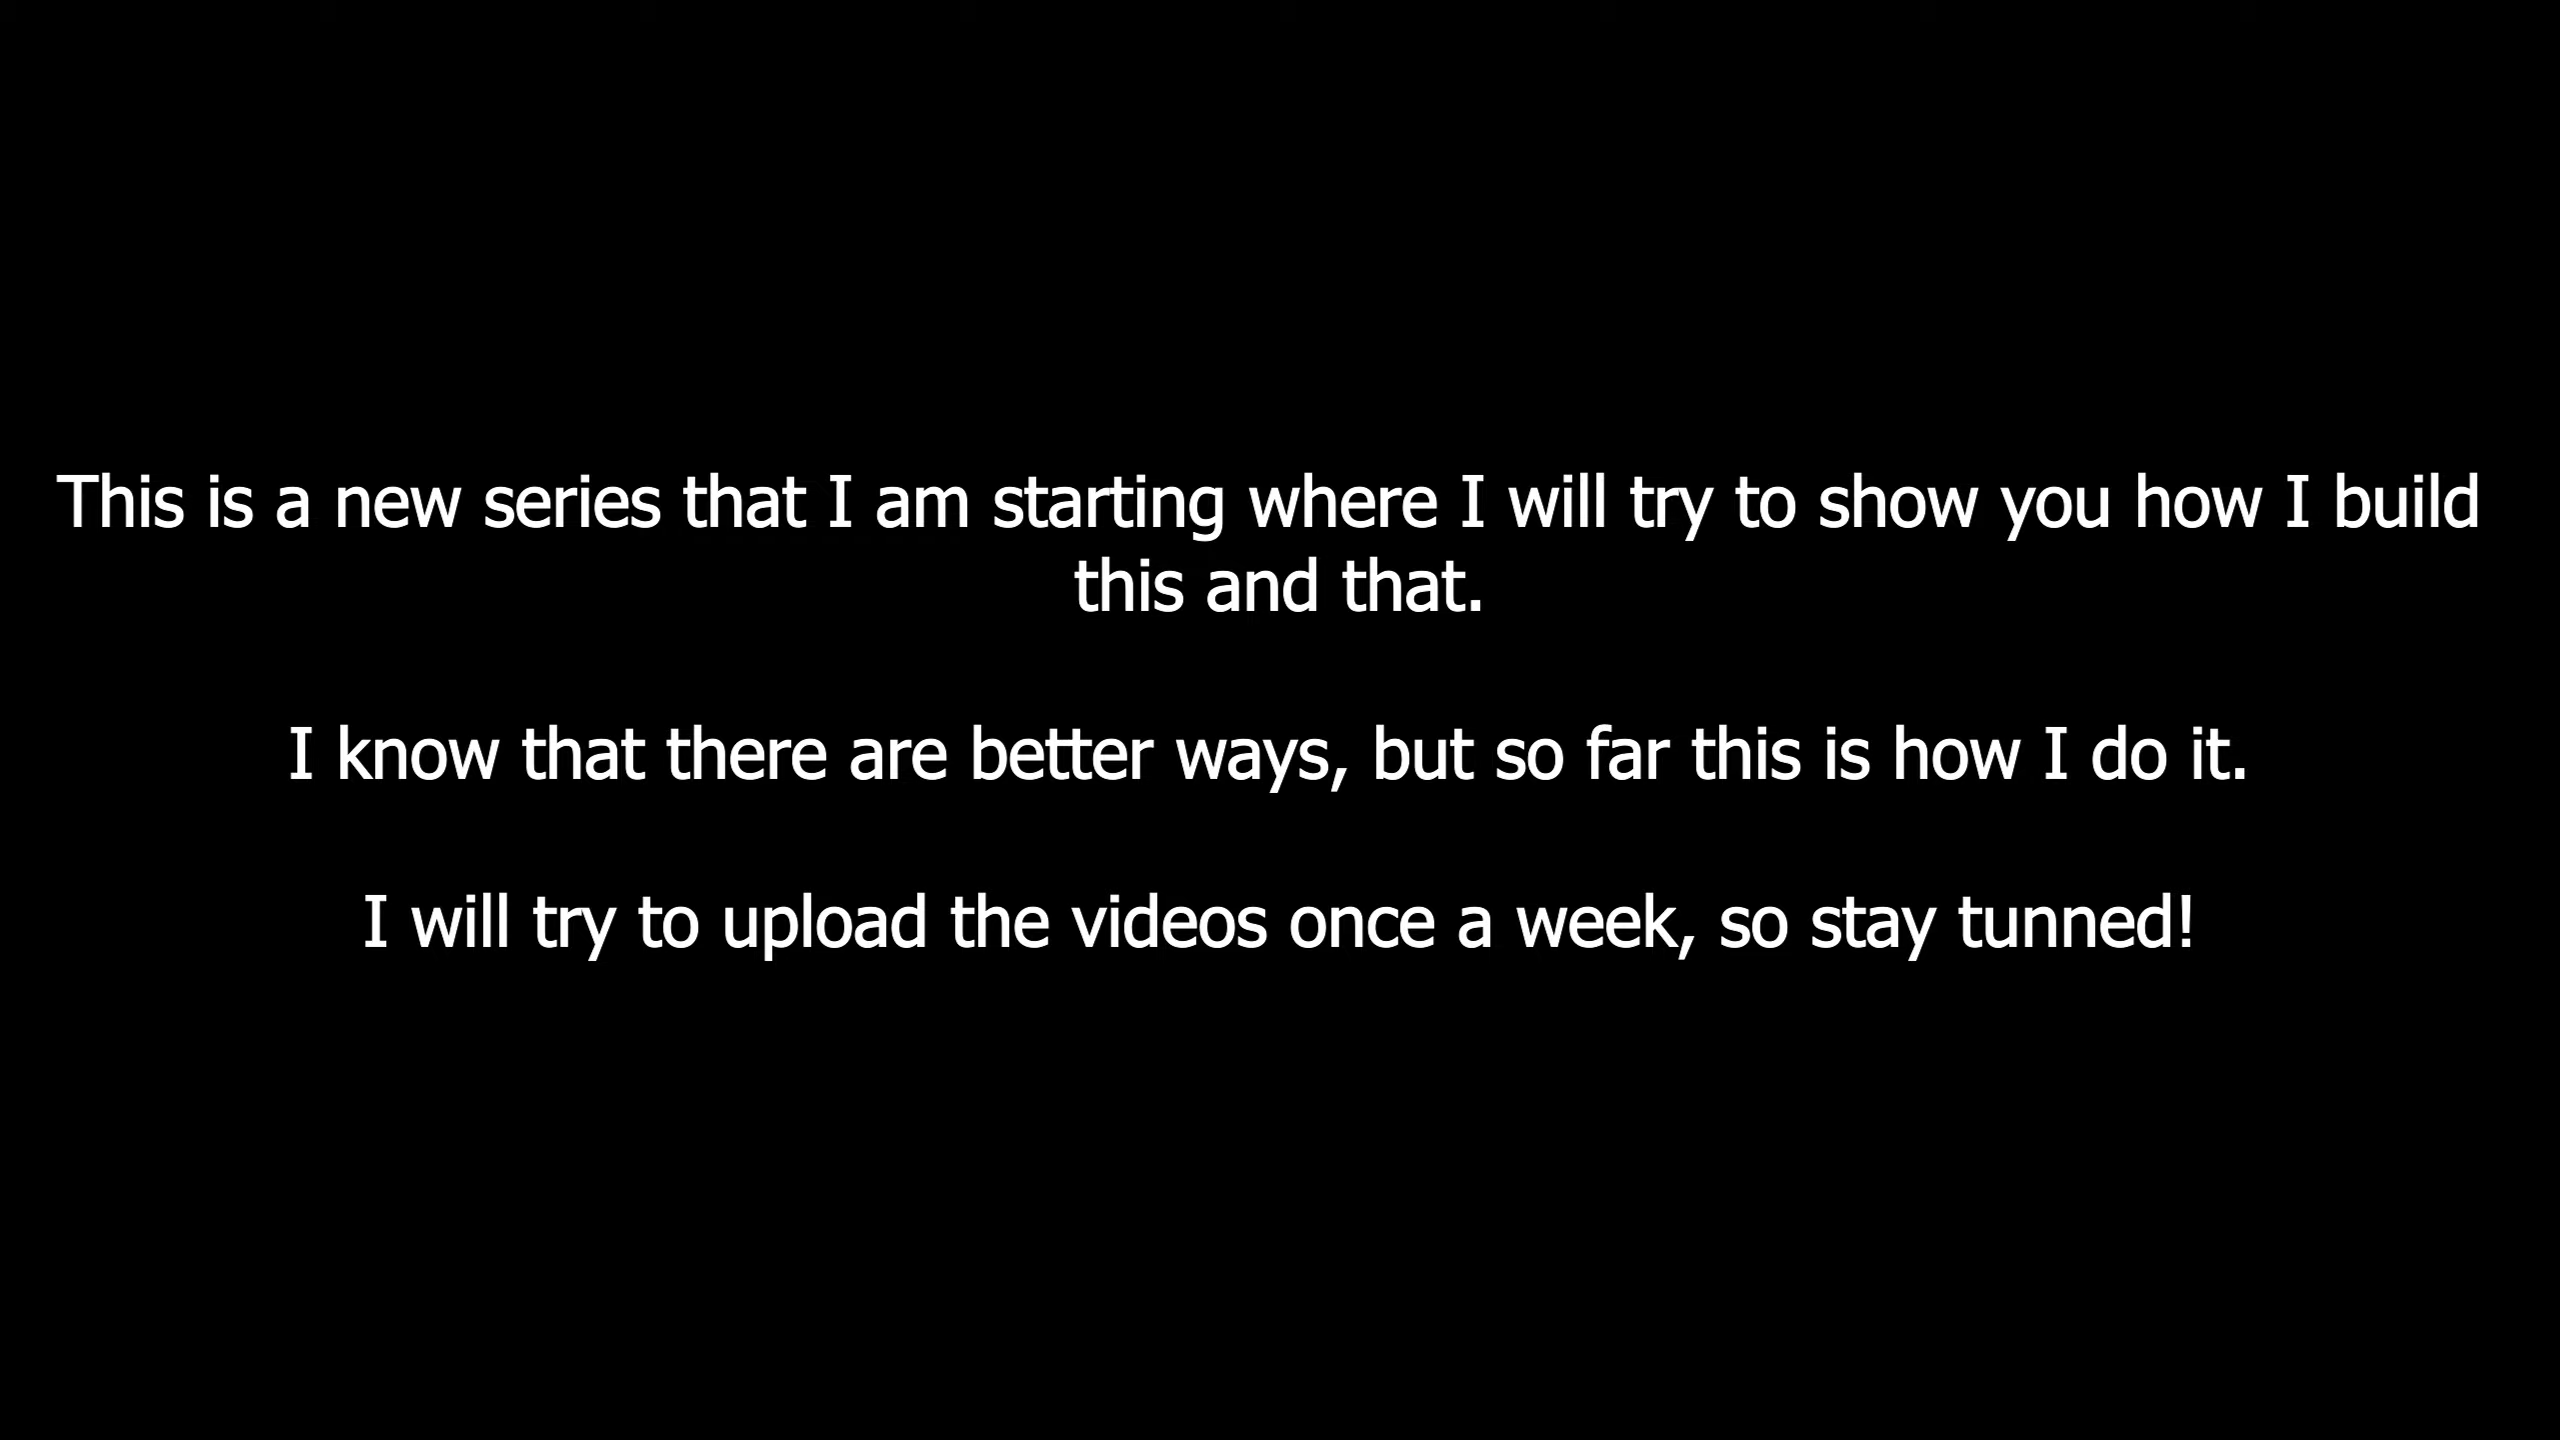 This is a new series that I am starting where I will try to show you how I build
this and that.
I know that there are better ways, but so far this is how I do it.
I will try to upload the videos once a week, so stay tunned!